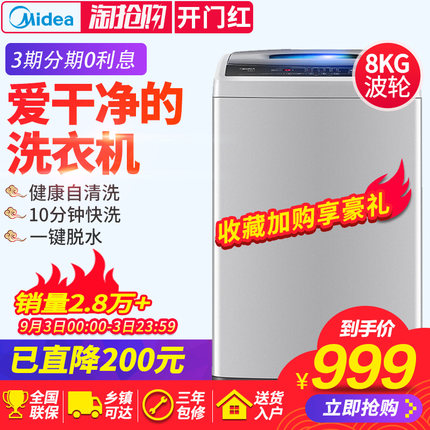 Midea 淘抢购 开门红
3期分期0利息
爱干净的
洗衣机
健康自清洗
10分钟快洗
一键脱水
8KG
波轮
收藏加购享豪礼
销量2.8万+
9月3日00:00-3日23:59
已直降200元
到手价
¥999
立即抢购
全国
联保
乡镇
可达
三年
包修
送货
入户